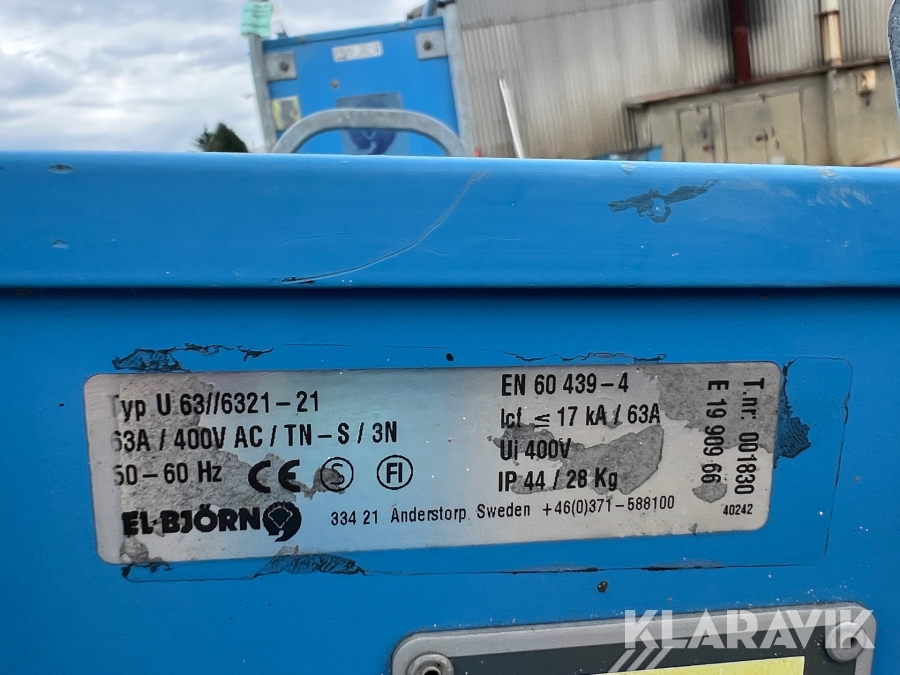 Typ U 63//6321-21
63A / 400V AC / TN-S / 3N
50-60 Hz CE S FI
EL-BJÖRN
EN 60 439-4
Icf ≤ 17 kA / 63A
Ui 400V
IP 44 / 28 Kg
334 21 Anderstorp Sweden +46(0)371-588100
T.nr: 001830
E 19 909 66
40242
KLARAVIK